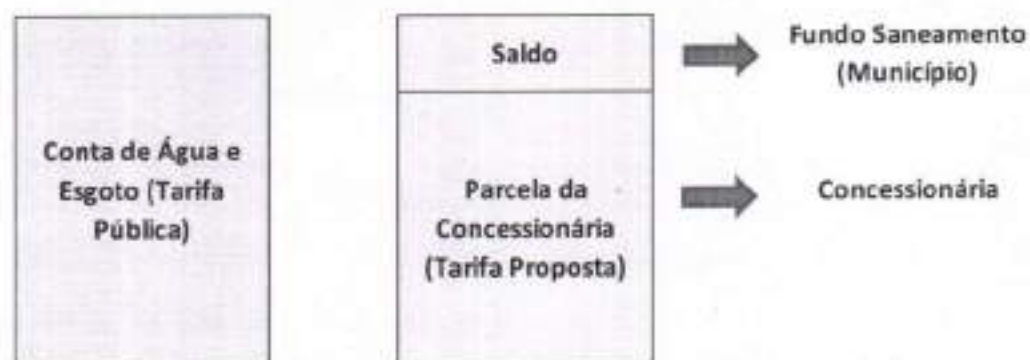 Conta de Água e
Esgoto (Tarifa
Pública)
Saldo
Fundo Saneamento
(Município)
Parcela da
Concessionária
(Tarifa Proposta)
Concessionária